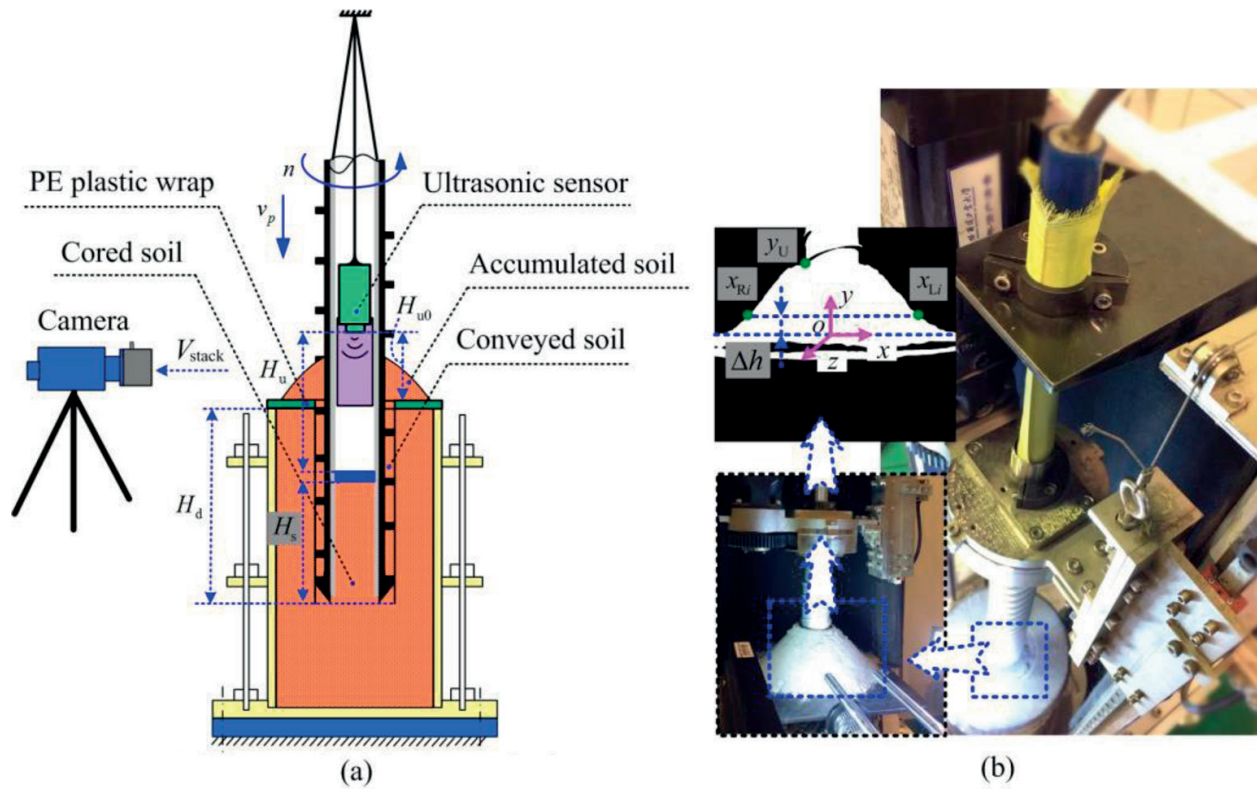 PE plastic wrap
n
v_p
Ultrasonic sensor
Cored soil
Accumulated soil
Camera
H_u0
Conveyed soil
V_stack
H_u
H_d
H_s
y_U
x_Ri
x_Li
y
o
x
z
Δh
(a)
(b)